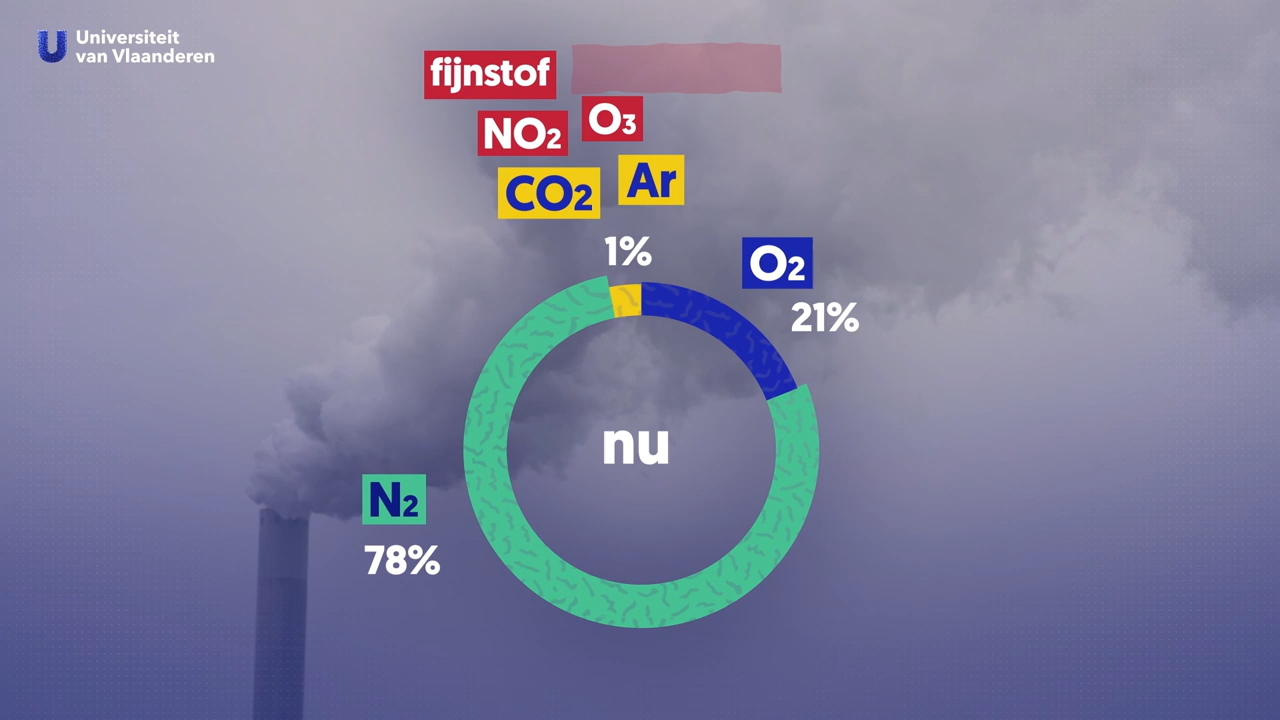 Universiteit
van Vlaanderen
fijnstof
NO2
O3
CO2
Ar
1%
O2
21%
nu
N2
78%